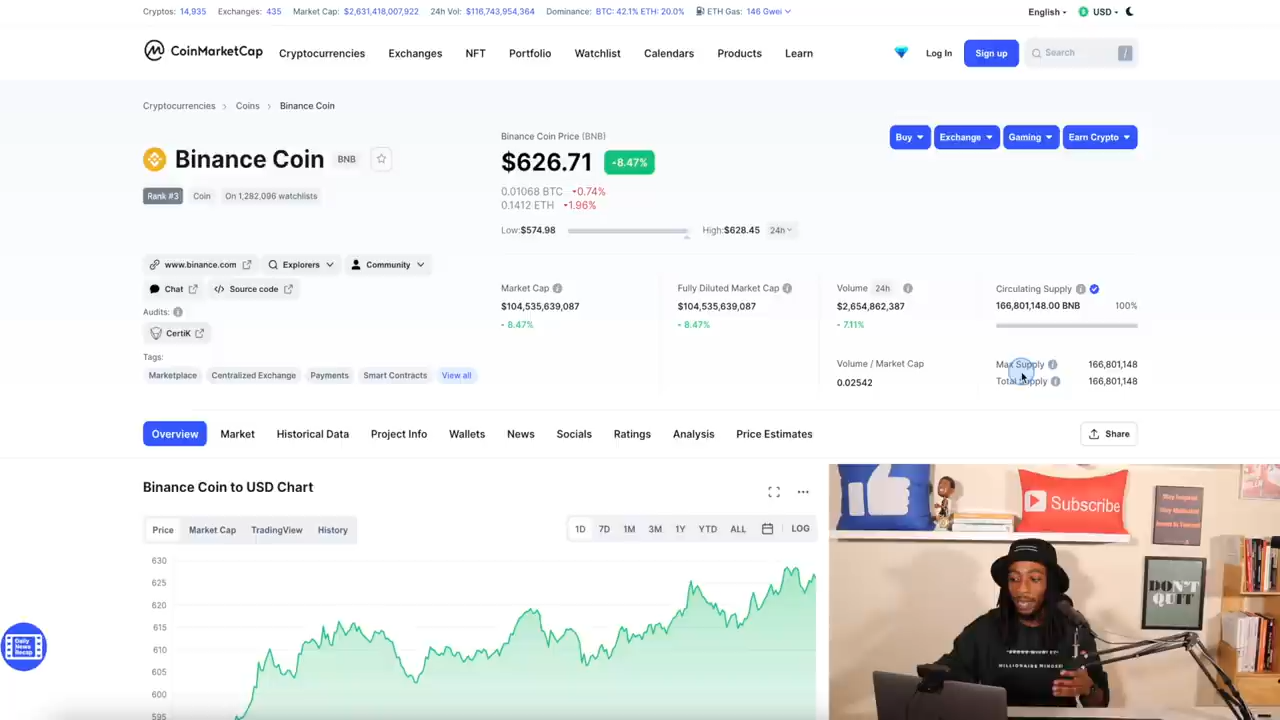 Cryptos: 14,935 Exchanges: 435 Market Cap: $2,631,418,007,922 24h Vol: $116,743,954,364 Dominance: BTC: 42.1% ETH: 20.0% ETH Gas: 146 Gwei English USD
CoinMarketCap Cryptocurrencies Exchanges NFT Portfolio Watchlist Calendars Products Learn Log In Sign up Search /
Cryptocurrencies > Coins > Binance Coin
Binance Coin BNB
Rank #3 Coin On 1,282,096 watchlists
Binance Coin Price (BNB)
$626.71 -8.47%
0.01068 BTC 0.74%
0.1412 ETH 1.96%
Low:$574.98 High:$628.45 24h
Buy Exchange Gaming Earn Crypto
www.binance.com Explorers Community
Chat Source code
Audits:
CertiK
Tags:
Marketplace Centralized Exchange Payments Smart Contracts View all
Market Cap
$104,535,639,087
- 8.47%
Fully Diluted Market Cap
$104,535,639,087
- 8.47%
Volume 24h
$2,654,862,387
- 7.11%
Volume / Market Cap
0.02542
Circulating Supply
166,801,148.00 BNB 100%
Max Supply 166,801,148
Total Supply 166,801,148
Overview Market Historical Data Project Info Wallets News Socials Ratings Analysis Price Estimates Share
Binance Coin to USD Chart
Price Market Cap TradingView History 1D 7D 1M 3M 1Y YTD ALL LOG
630
625
620
615
610
605
600
595
Daily
News
Recap
Subscribe
DON'T
QUIT
MILLIONAIRE MINDSET